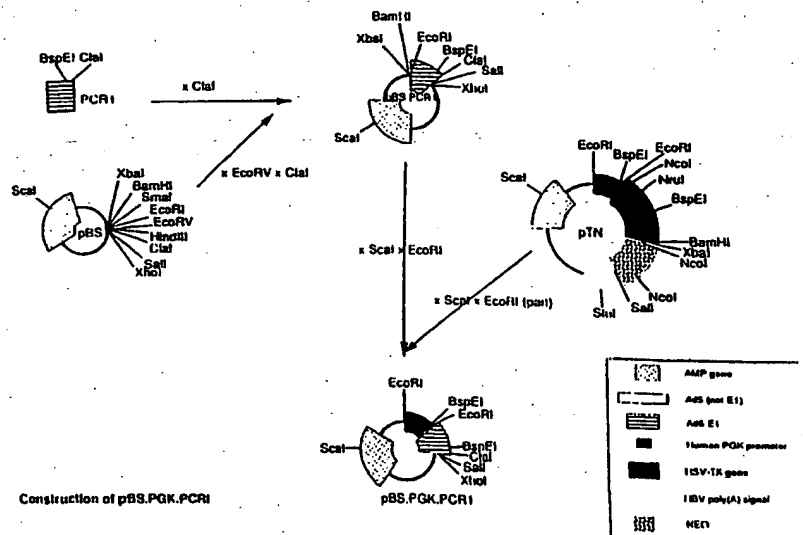 BamHI
XbaI
EcoRI
BspEI
ClaI
SalI
XhoI
pBS PCR1
ScaI
BspEI ClaI
PCR1
x ClaI
x EcoRV x ClaI
ScaI
XbaI
BamHI
SmaI
EcoRI
EcoRV
HindIII
ClaI
SalI
XhoI
pBS
EcoRI
BspEI
EcoRI
NcoI
NruI
BspEI
ScaI
pTN
BamHI
XbaI
NcoI
NcoI
SalI
StuI
x ScaI x EcoRI
x ScaI x EcoRI (part)
EcoRI
BspEI
EcoRI
ScaI
BspEI
ClaI
SalI
XhoI
pBS.PGK.PCR1
Construction of pBS.PGK.PCRI
AMP gene
Ad5 (not E1)
Ad5 E1
Human PGK promoter
HSV-TK gene
HBV poly(A) signal
NEO